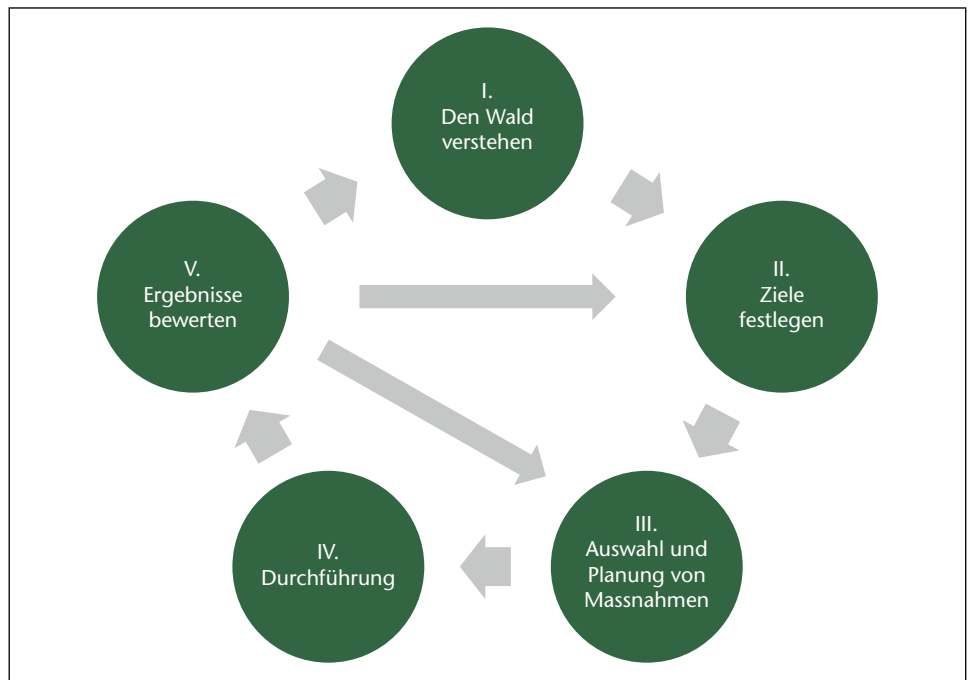 I.
Den Wald
verstehen
II.
Ziele
festlegen
III.
Auswahl und
Planung von
Massnahmen
IV.
Durchführung
V.
Ergebnisse
bewerten